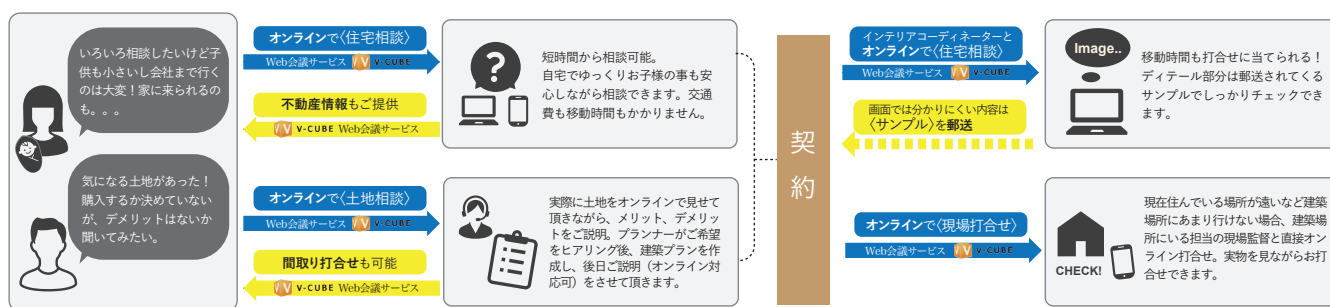 いろいろ相談したいけど子
供も小さいし会社まで行く
のは大変！家に来られるの
も。。。
気になる土地があった！
購入するか決めていない
が、デメリットはないか
聞いてみたい。
オンラインで〈住宅相談〉
Web会議サービス V-CUBE
不動産情報もご提供
V-CUBE Web会議サービス
?
短時間から相談可能。
自宅でゆっくりお子様の事も安
心しながら相談できます。交通
費も移動時間もかかりません。
オンラインで〈土地相談〉
Web会議サービス V-CUBE
間取り打合せも可能
V-CUBE Web会議サービス
実際に土地をオンラインで見せて
頂きながら、メリット、デメリッ
トをご説明。プランナーがご希望
をヒアリング後、建築プランを作
成し、後日ご説明（オンライン対
応可）をさせて頂きます。
契
約
インテリアコーディネーターと
オンラインで〈住宅相談〉
Web会議サービス V-CUBE
画面では分かりにくい内容は
〈サンプル〉を郵送
Image..
移動時間も打合せに当てられる！
ディテール部分は郵送されてくる
サンプルでしっかりチェックでき
ます。
オンラインで〈現場打合せ〉
Web会議サービス V-CUBE
CHECK!
現在住んでいる場所が遠いなど建築
場所にあまり行けない場合、建築場
所にいる担当の現場監督と直接オン
ライン打合せ。実物を見ながらお打
合せできます。